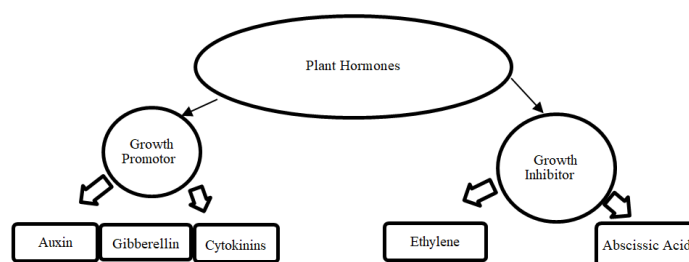 Plant Hormones
Growth
Promotor
Growth
Inhibitor
Auxin
Gibberellin
Cytokinins
Ethylene
Abscissic Acid